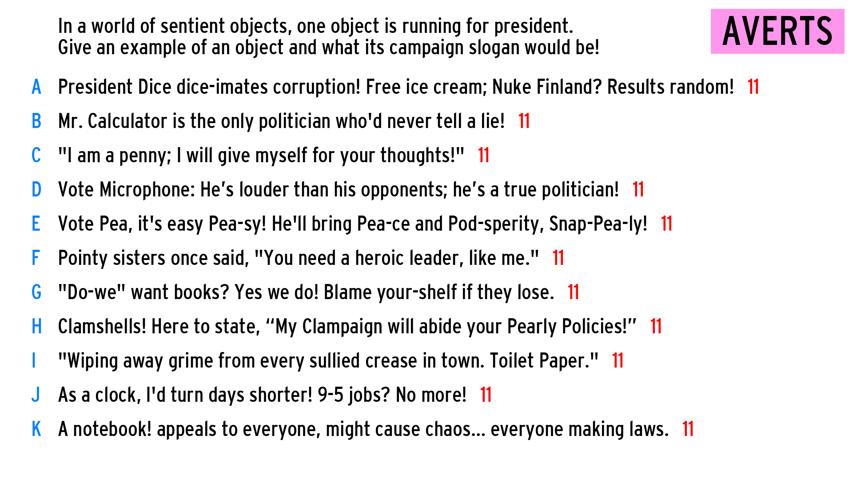 In a world of sentient objects, one object is running for president.
Give an example of an object and what its campaign slogan would be!
AVERTS
A President Dice dice-imates corruption! Free ice cream; Nuke Finland? Results random! 11
B Mr. Calculator is the only politician who'd never tell a lie! 11
C "I am a penny; I will give myself for your thoughts!" 11
D Vote Microphone: He’s louder than his opponents; he’s a true politician! 11
E Vote Pea, it's easy Pea-sy! He'll bring Pea-ce and Pod-sperity, Snap-Pea-ly! 11
F Pointy sisters once said, "You need a heroic leader, like me." 11
G "Do-we" want books? Yes we do! Blame your-shelf if they lose. 11
H Clamshells! Here to state, “My Clampaign will abide your Pearly Policies!” 11
I "Wiping away grime from every sullied crease in town. Toilet Paper." 11
J As a clock, I'd turn days shorter! 9-5 jobs? No more! 11
K A notebook! appeals to everyone, might cause chaos... everyone making laws. 11